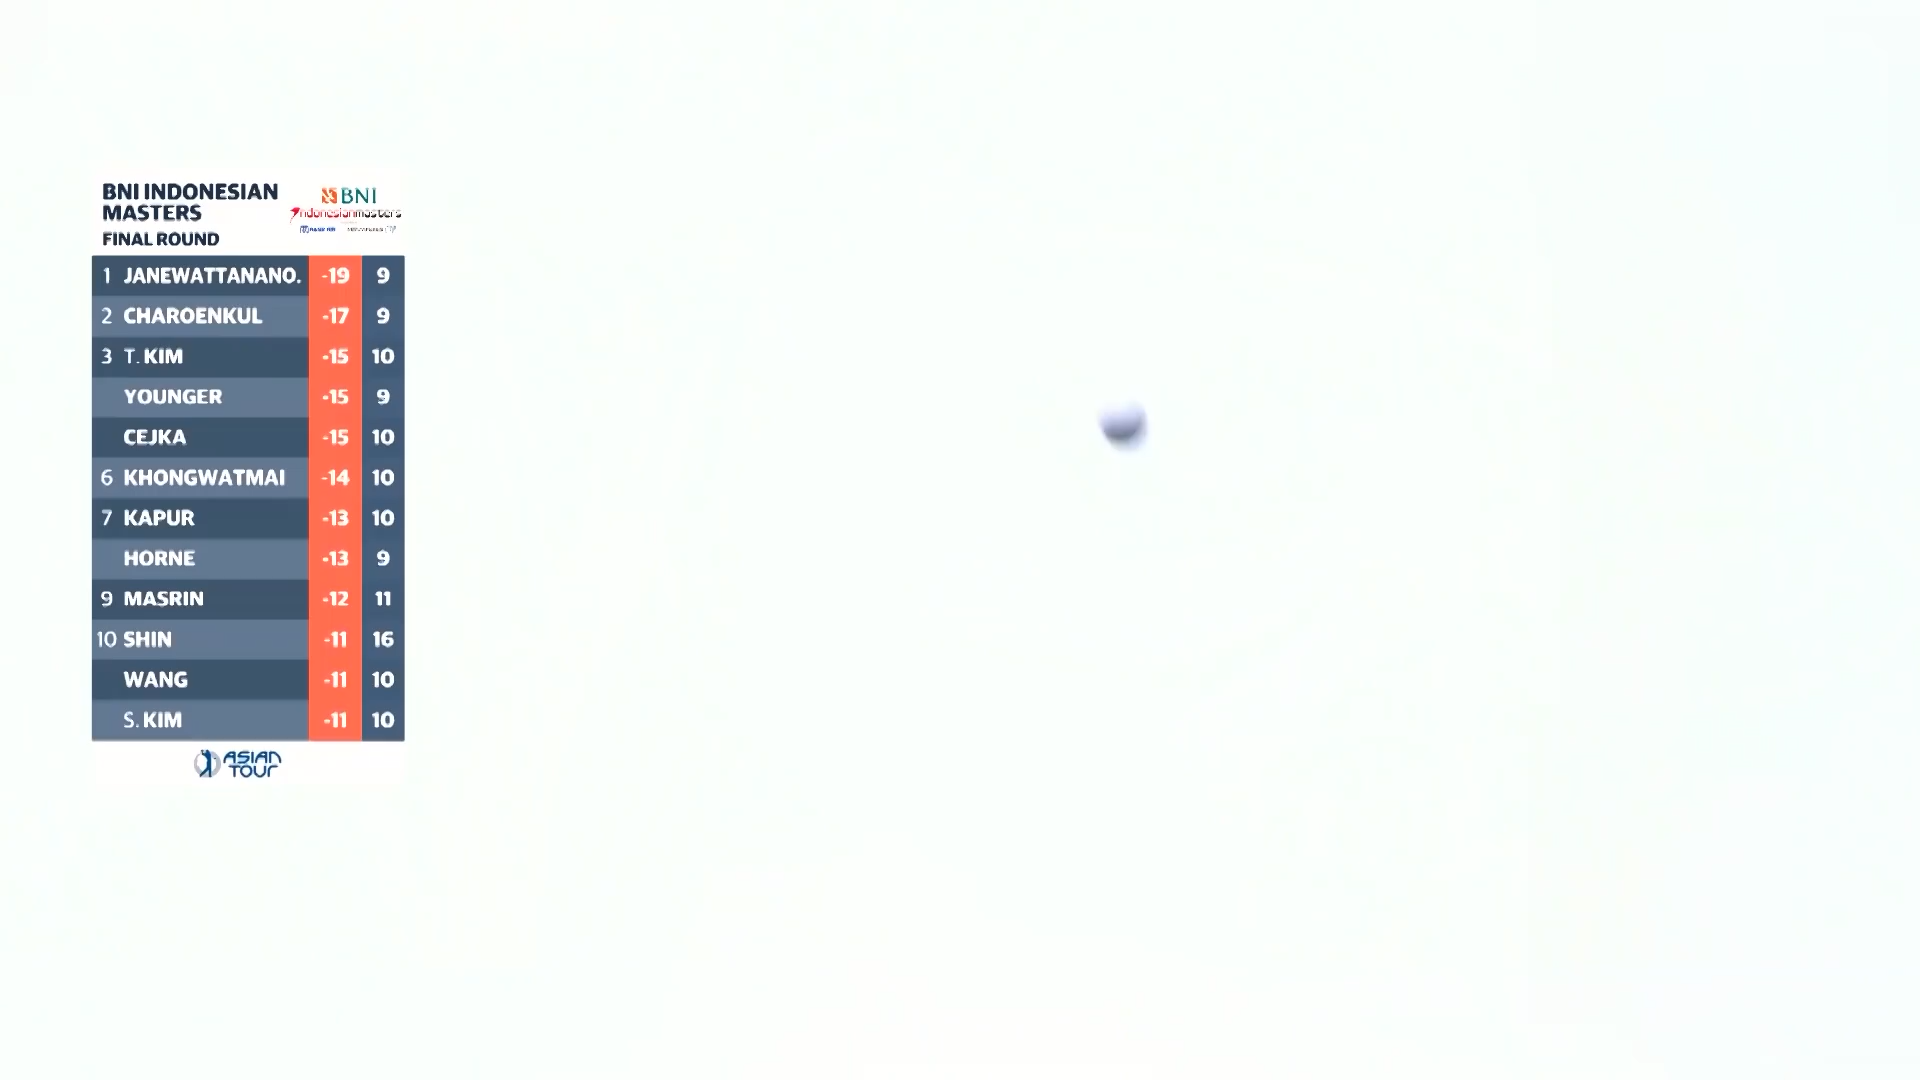 BNI INDONESIAN
MASTERS
FINAL ROUND
BNI
Indonesianmasters
1 JANEWATTANANO. -19 9
2 CHAROENKUL -17 9
3 T. KIM -15 10
YOUNGER -15 9
CEJKA -15 10
6 KHONGWATMAI -14 10
7 KAPUR -13 10
HORNE -13 9
9 MASRIN -12 11
10 SHIN -11 16
WANG -11 10
S. KIM -11 10
ASIAN
TOUR